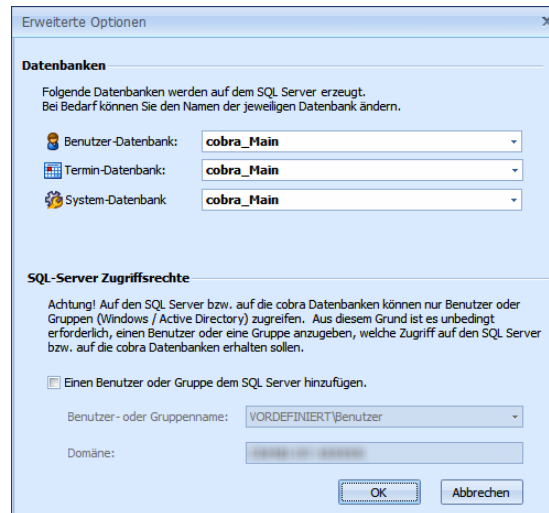 Erweiterte Optionen
Datenbanken
Folgende Datenbanken werden auf dem SQL Server erzeugt.
Bei Bedarf können Sie den Namen der jeweiligen Datenbank ändern.
Benutzer-Datenbank: cobra_Main
Termin-Datenbank: cobra_Main
System-Datenbank cobra_Main
SQL-Server Zugriffsrechte
Achtung! Auf den SQL Server bzw. auf die cobra Datenbanken können nur Benutzer oder
Gruppen (Windows / Active Directory) zugreifen. Aus diesem Grund ist es unbedingt
erforderlich, einen Benutzer oder eine Gruppe anzugeben, welche Zugriff auf den SQL Server
bzw. auf die cobra Datenbanken erhalten sollen.
Einen Benutzer oder Gruppe dem SQL Server hinzufügen.
Benutzer- oder Gruppenname: VORDEFINIERT\Benutzer
Domäne:
OK Abbrechen